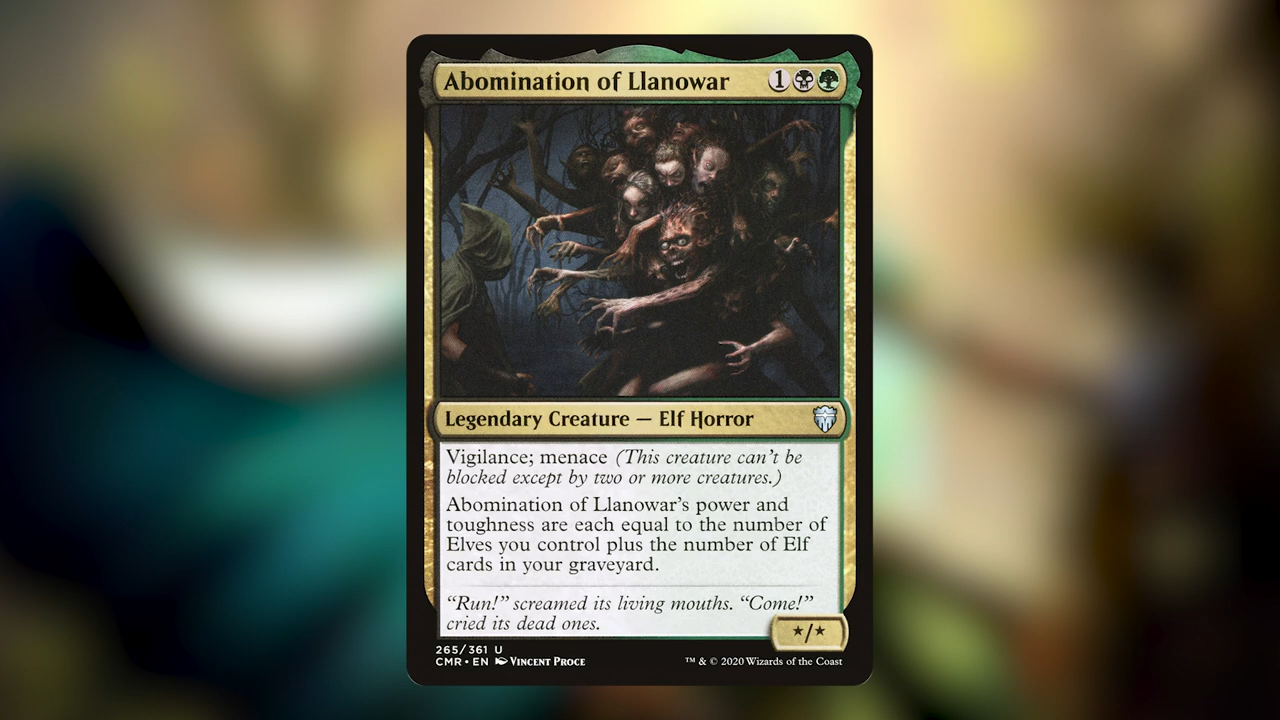 Abomination of Llanowar 1
Legendary Creature — Elf Horror
Vigilance; menace (This creature can't be
blocked except by two or more creatures.)
Abomination of Llanowar's power and
toughness are each equal to the number of
Elves you control plus the number of Elf
cards in your graveyard.
“Run!” screamed its living mouths. “Come!”
cried its dead ones.
★/★
265/361 U
CMR • EN Vincent Proce
™ & © 2020 Wizards of the Coast